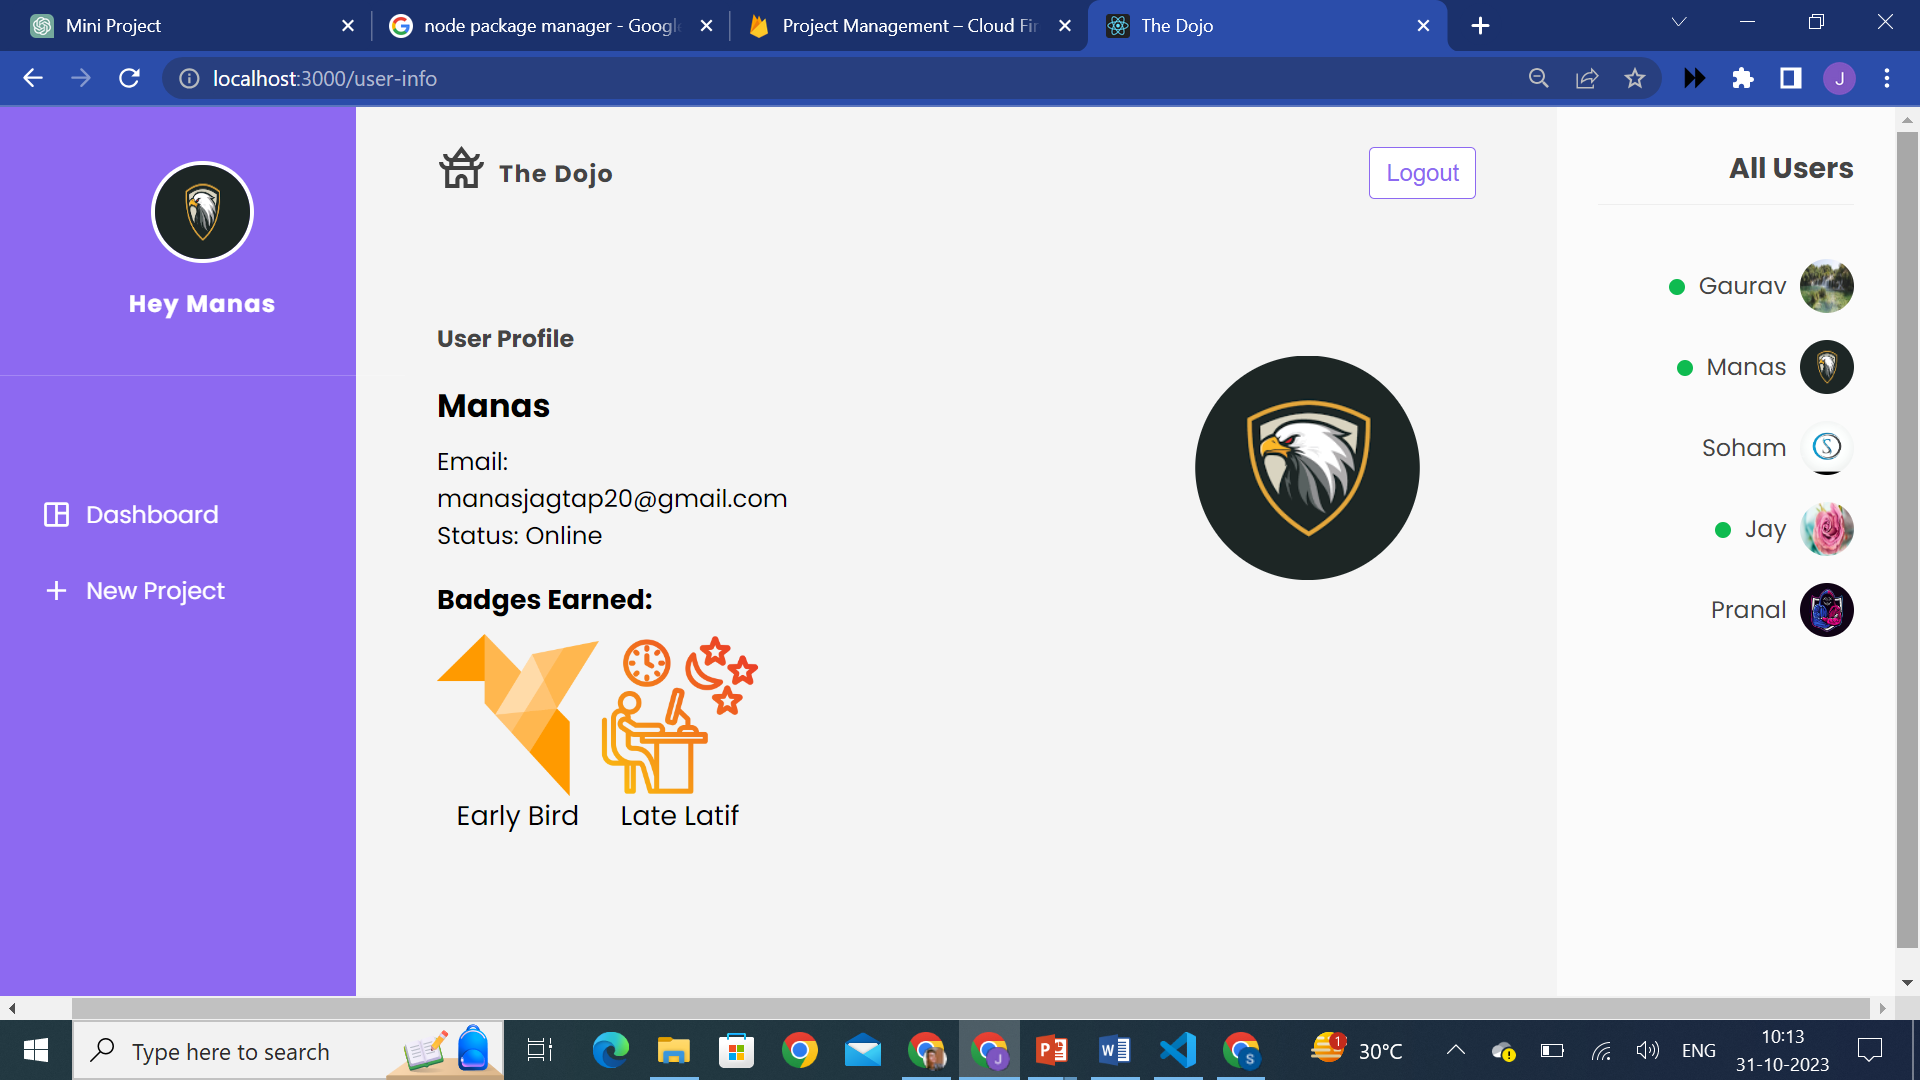 Mini Project
node package manager - Google
Project Management – Cloud Fir
The Dojo
localhost:3000/user-info
J
Hey Manas
Dashboard
New Project
The Dojo
Logout
User Profile
Manas
Email:
manasjagtap20@gmail.com
Status: Online
Badges Earned:
Early Bird
Late Latif
All Users
Gaurav
Manas
Soham
S
Jay
Pranal
Type here to search
J
P
W
S
1
30°C
ENG
10:13
31-10-2023